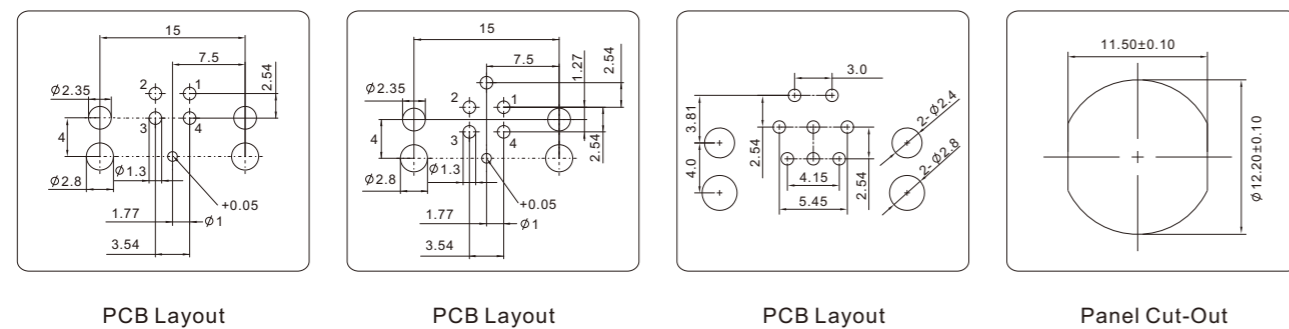 15
7.5
2.54
Ø2.35
2
1
4
3
4
Ø2.8
Ø1.3
+0.05
1.77
Ø1
3.54
PCB Layout
15
7.5
1.27
2.54
Ø2.35
2
1
4
3
4
2.54
Ø2.8
Ø1.3
+0.05
1.77
Ø1
3.54
PCB Layout
3.0
3.81
2.54
2-Ø2.4
4.0
2-Ø2.8
2.54
4.15
5.45
PCB Layout
11.50±0.10
Ø12.20±0.10
Panel Cut-Out